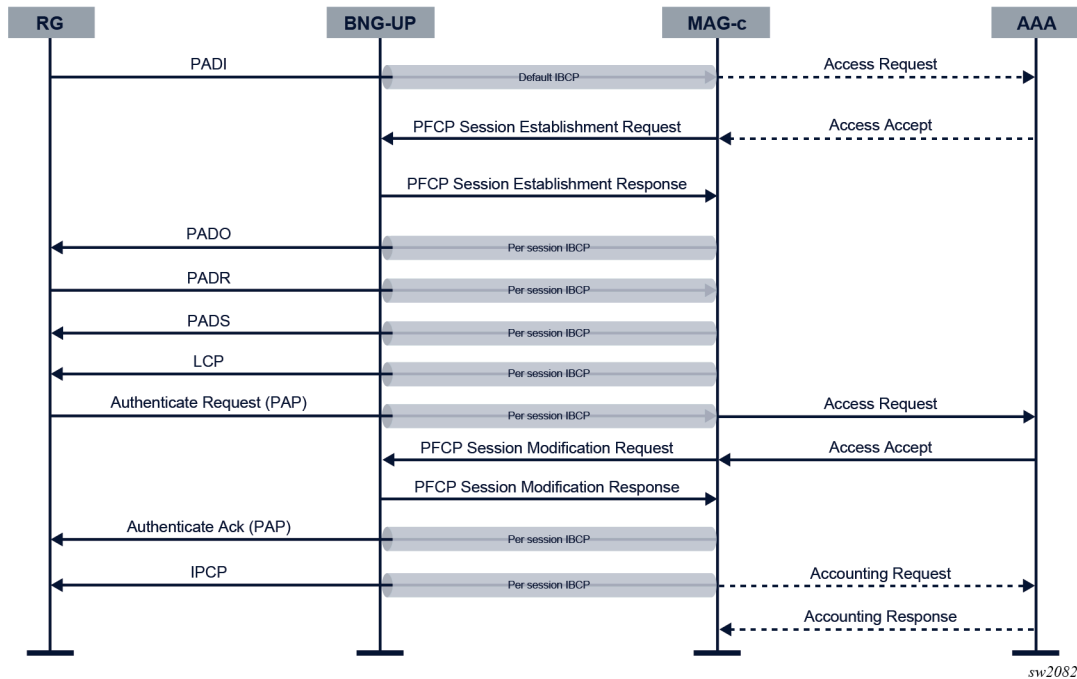 RG
BNG-UP
MAG-c
AAA
PADI
Default IBCP
Access Request
PFCP Session Establishment Request
Access Accept
PFCP Session Establishment Response
PADO
Per session IBCP
PADR
Per session IBCP
PADS
Per session IBCP
LCP
Per session IBCP
Authenticate Request (PAP)
Per session IBCP
Access Request
PFCP Session Modification Request
Access Accept
PFCP Session Modification Response
Authenticate Ack (PAP)
Per session IBCP
IPCP
Per session IBCP
Accounting Request
Accounting Response
sw2082